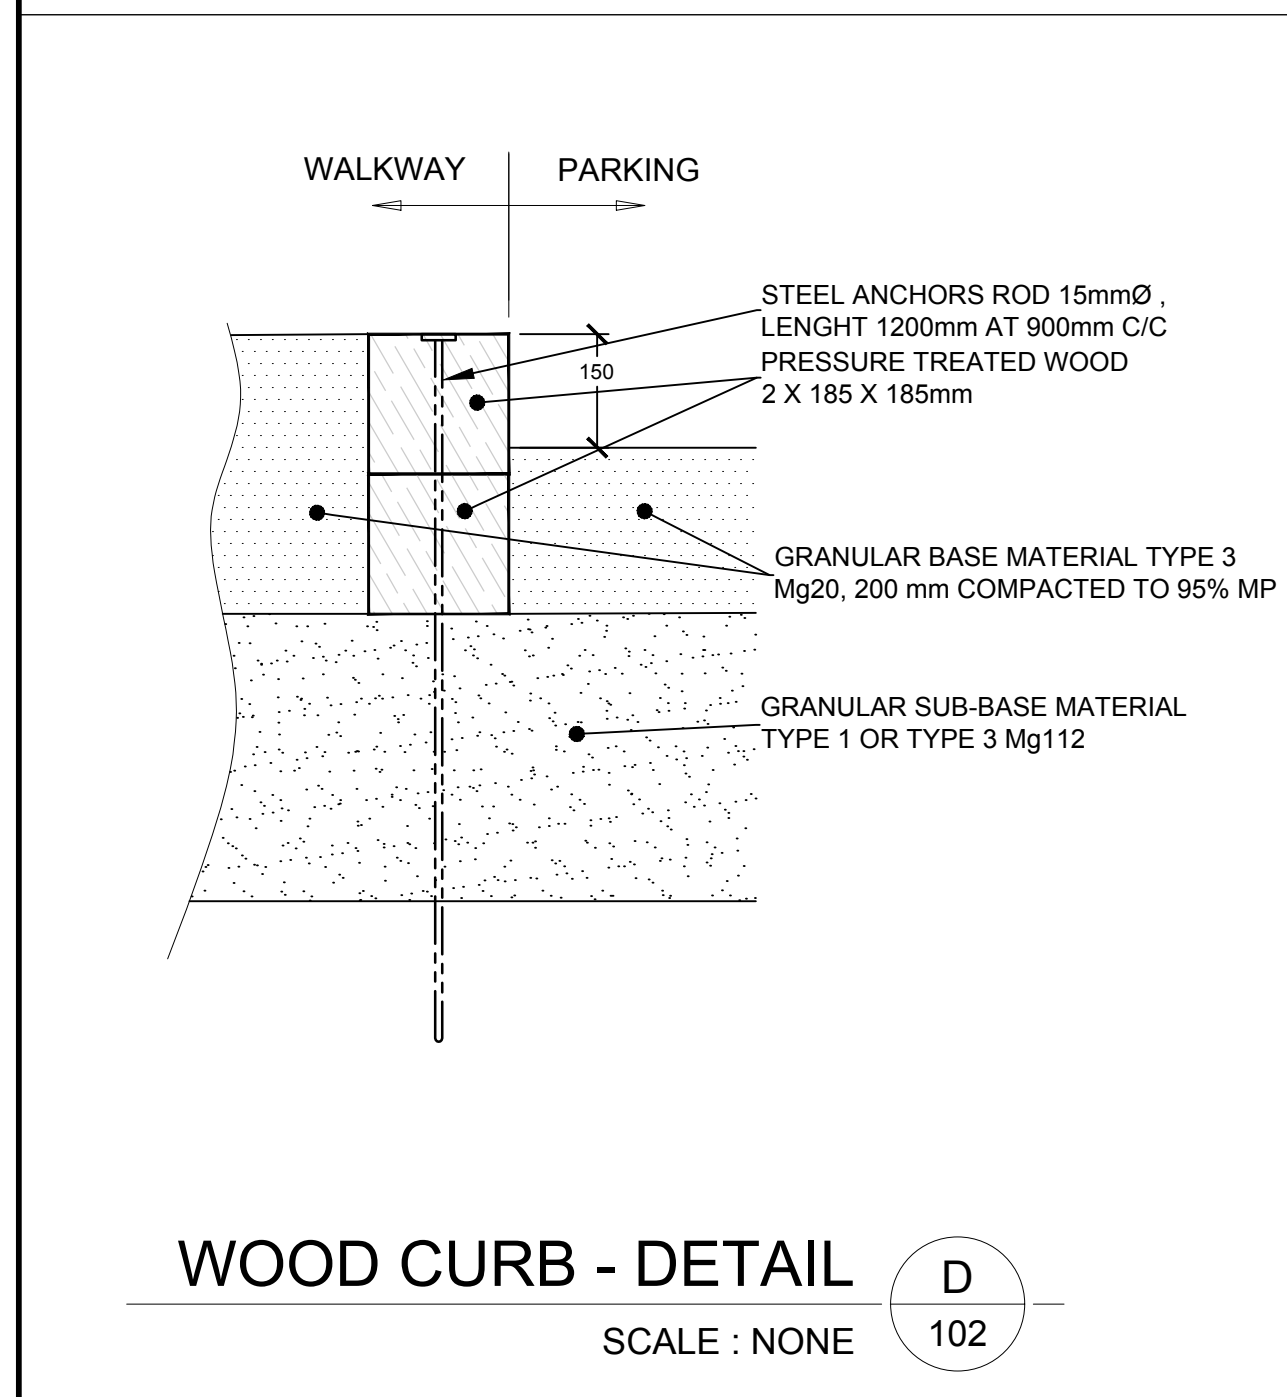 WALKWAY
PARKING
STEEL ANCHORS ROD 15mmØ ,
LENGHT 1200mm AT 900mm C/C
PRESSURE TREATED WOOD
2 X 185 X 185mm
150
GRANULAR BASE MATERIAL TYPE 3
Mg20, 200 mm COMPACTED TO 95% MP
GRANULAR SUB-BASE MATERIAL
TYPE 1 OR TYPE 3 Mg112
WOOD CURB - DETAIL
D
102
SCALE : NONE